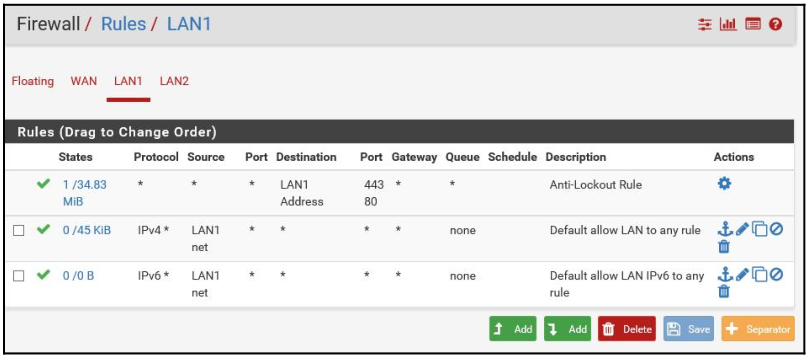 Firewall / Rules / LAN1
Floating WAN LAN1 LAN2
Rules (Drag to Change Order)
States Protocol Source Port Destination Port Gateway Queue Schedule Description Actions
1 /34.83 MiB * * * LAN1 Address 443 80 * * Anti-Lockout Rule
0 /45 KiB IPv4 * LAN1 net * * * * none Default allow LAN to any rule
0 /0 B IPv6 * LAN1 net * * * * none Default allow LAN IPv6 to any rule
Add Add Delete Save Separator